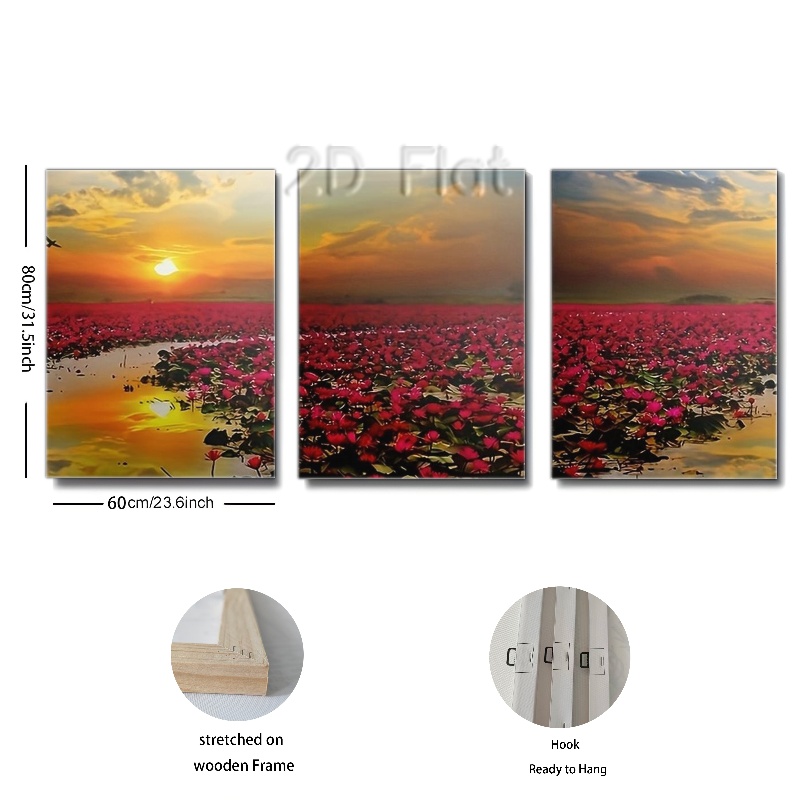 2D Flat
80cm/31.5inch
60cm/23.6inch
stretched on
wooden Frame
Hook
Ready to Hang